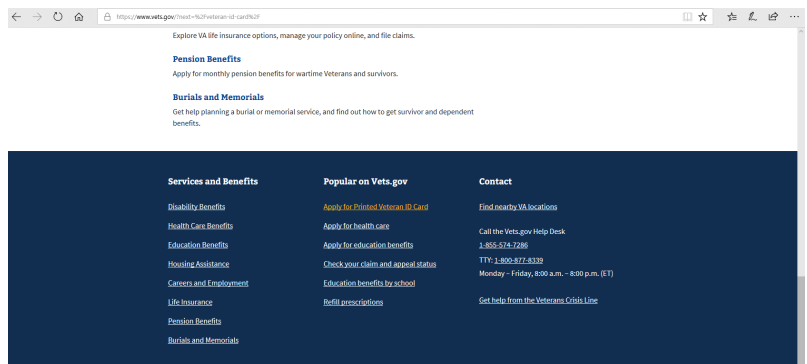 https://www.vets.gov/?next=%2Fveteran-id-card%2F
Explore VA life insurance options, manage your policy online, and file claims.
Pension Benefits
Apply for monthly pension benefits for wartime Veterans and survivors.
Burials and Memorials
Get help planning a burial or memorial service, and find out how to get survivor and dependent
benefits.
Services and Benefits
Disability Benefits
Health Care Benefits
Education Benefits
Housing Assistance
Careers and Employment
Life Insurance
Pension Benefits
Burials and Memorials
Popular on Vets.gov
Apply for Printed Veteran ID Card
Apply for health care
Apply for education benefits
Check your claim and appeal status
Education benefits by school
Refill prescriptions
Contact
Find nearby VA locations
Call the Vets.gov Help Desk
1-855-574-7286
TTY: 1-800-877-8339
Monday – Friday, 8:00 a.m. – 8:00 p.m. (ET)
Get help from the Veterans Crisis Line